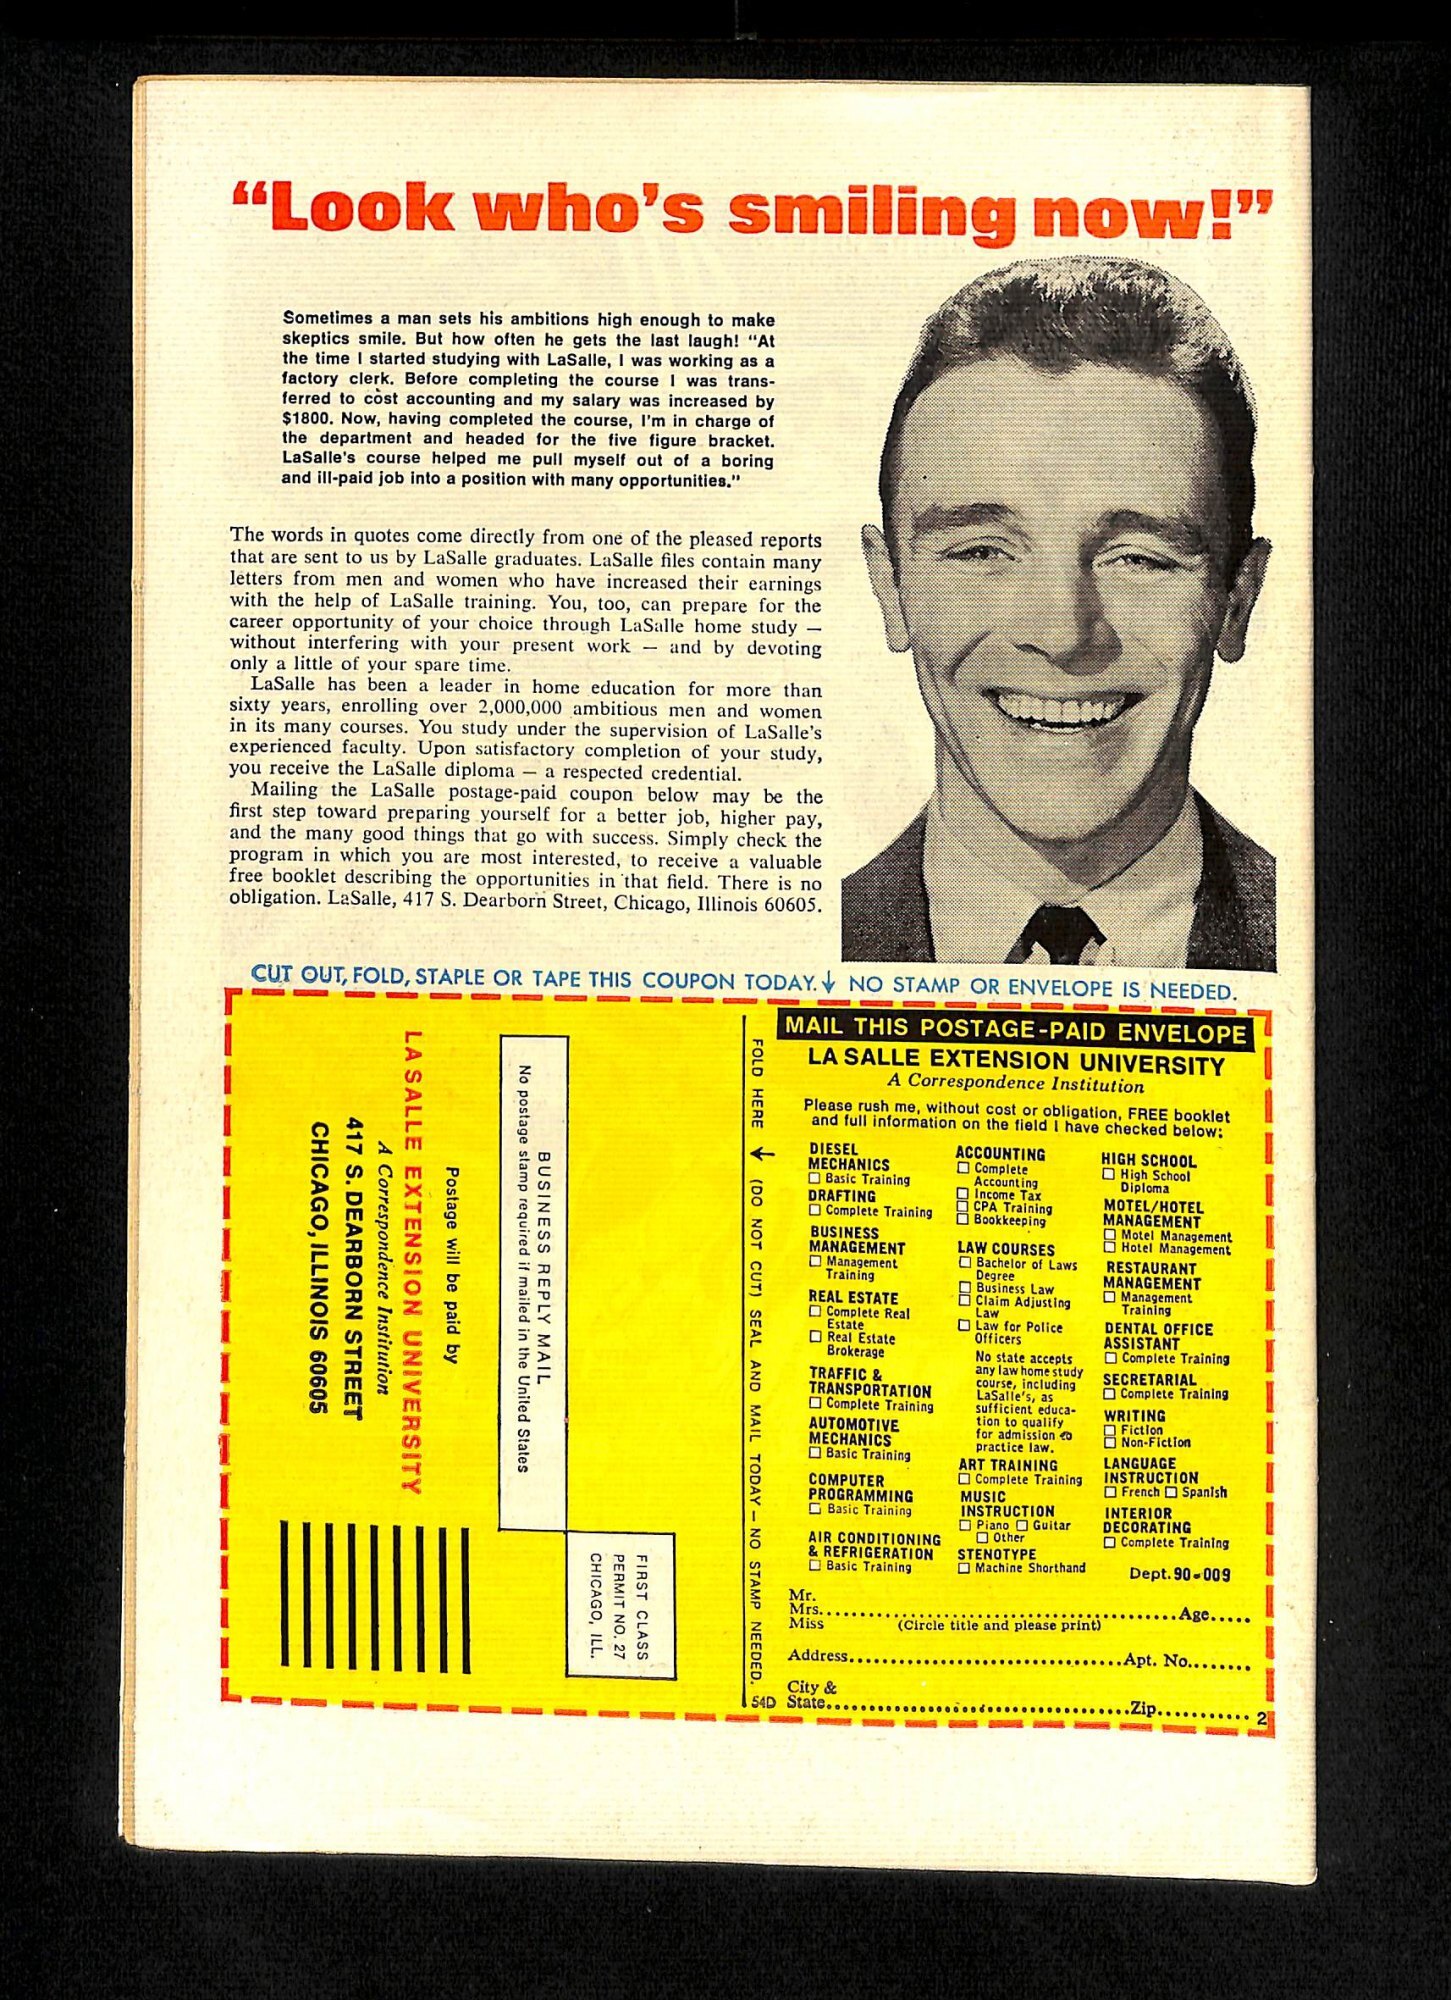 “Look who's smiling now!”
Sometimes a man sets his ambitions high enough to make
skeptics smile. But how often he gets the last laugh! “At
the time I started studying with LaSalle, I was working as a
factory clerk. Before completing the course I was trans-
ferred to cost accounting and my salary was increased by
$1800. Now, having completed the course, I'm in charge of
the department and headed for the five figure bracket.
LaSalle's course helped me pull myself out of a boring
and ill-paid job into a position with many opportunities.”
The words in quotes come directly from one of the pleased reports
that are sent to us by LaSalle graduates. LaSalle files contain many
letters from men and women who have increased their earnings
with the help of LaSalle training. You, too, can prepare for the
career opportunity of your choice through LaSalle home study —
without interfering with your present work — and by devoting
only a little of your spare time.
LaSalle has been a leader in home education for more than
sixty years, enrolling over 2,000,000 ambitious men and women
in its many courses. You study under the supervision of LaSalle's
experienced faculty. Upon satisfactory completion of your study,
you receive the LaSalle diploma — a respected credential.
Mailing the LaSalle postage-paid coupon below may be the
first step toward preparing yourself for a better job, higher pay,
and the many good things that go with success. Simply check the
program in which you are most interested, to receive a valuable
free booklet describing the opportunities in that field. There is no
obligation. LaSalle, 417 S. Dearborn Street, Chicago, Illinois 60605.
CUT OUT, FOLD, STAPLE OR TAPE THIS COUPON TODAY.↓ NO STAMP OR ENVELOPE IS NEEDED.
FIRST CLASS
PERMIT NO. 27
CHICAGO, ILL.
BUSINESS REPLY MAIL
No postage stamp required if mailed in the United States
Postage will be paid by
LASALLE EXTENSION UNIVERSITY
A Correspondence Institution
417 S. DEARBORN STREET
CHICAGO, ILLINOIS 60605
FOLD HERE ← (DO NOT CUT) SEAL AND MAIL TODAY — NO STAMP NEEDED.
54D
MAIL THIS POSTAGE-PAID ENVELOPE
LA SALLE EXTENSION UNIVERSITY
A Correspondence Institution
Please rush me, without cost or obligation, FREE booklet
and full information on the field I have checked below:
DIESEL
MECHANICS
☐ Basic Training
DRAFTING
☐ Complete Training
BUSINESS
MANAGEMENT
☐ Management
Training
REAL ESTATE
☐ Complete Real
Estate
☐ Real Estate
Brokerage
TRAFFIC &
TRANSPORTATION
☐ Complete Training
AUTOMOTIVE
MECHANICS
☐ Basic Training
COMPUTER
PROGRAMMING
☐ Basic Training
AIR CONDITIONING
& REFRIGERATION
☐ Basic Training
ACCOUNTING
☐ Complete
Accounting
☐ Income Tax
☐ CPA Training
☐ Bookkeeping
LAW COURSES
☐ Bachelor of Laws
Degree
☐ Business Law
☐ Claim Adjusting
Law
☐ Law for Police
Officers
No state accepts
any law home study
course, including
LaSalle's, as
sufficient educa-
tion to qualify
for admission to
practice law.
ART TRAINING
☐ Complete Training
MUSIC
INSTRUCTION
☐ Piano ☐ Guitar
☐ Other
STENOTYPE
☐ Machine Shorthand
HIGH SCHOOL
☐ High School
Diploma
MOTEL/HOTEL
MANAGEMENT
☐ Motel Management
☐ Hotel Management
RESTAURANT
MANAGEMENT
☐ Management
Training
DENTAL OFFICE
ASSISTANT
☐ Complete Training
SECRETARIAL
☐ Complete Training
WRITING
☐ Fiction
☐ Non-Fiction
LANGUAGE
INSTRUCTION
☐ French ☐ Spanish
INTERIOR
DECORATING
☐ Complete Training
Dept. 90-009
Mr.
Mrs. Age
Miss (Circle title and please print)
Address Apt. No.
City &
State Zip
2